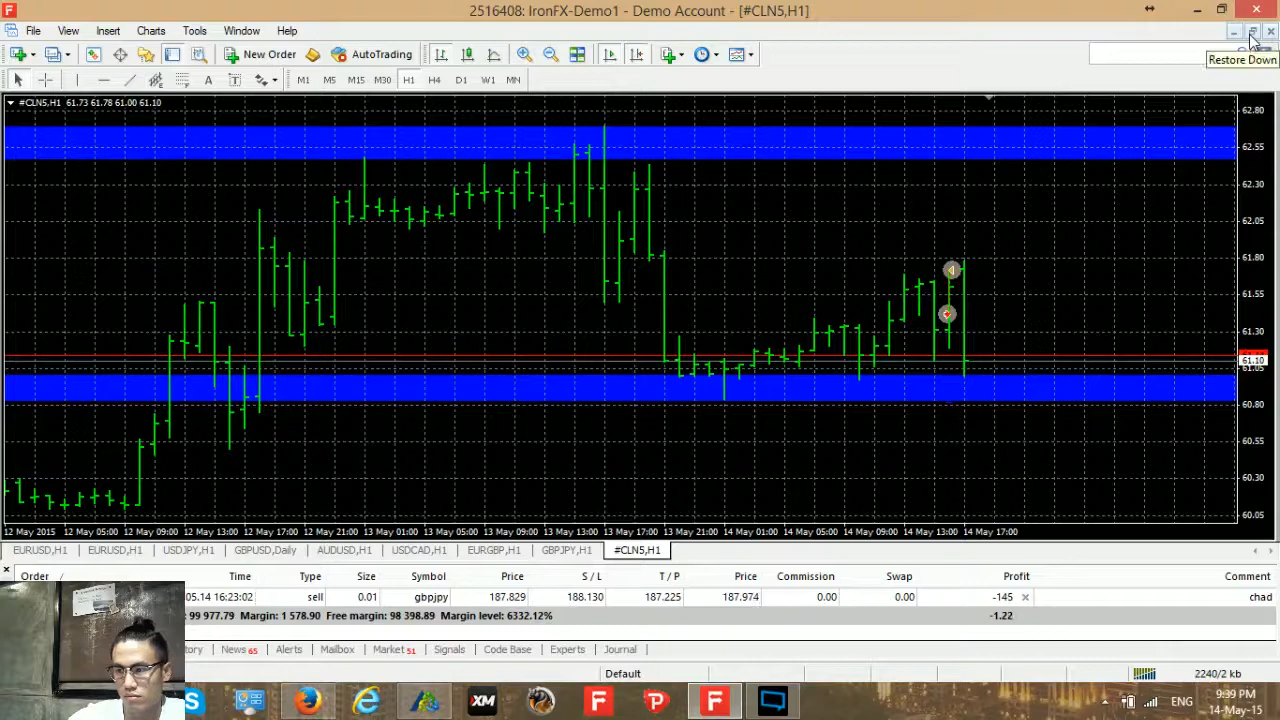 2516408: IronFX-Demo1 - Demo Account - [#CLN5,H1]
File View Insert Charts Tools Window Help
New Order AutoTrading
Restore Down
A T M1 M5 M15 M30 H1 H4 D1 W1 MN
#CLN5,H1 61.73 61.78 61.00 61.10
62.80
62.55
62.30
62.05
61.80
61.55
61.30
61.10
61.05
60.80
60.55
60.30
60.05
12 May 2015 12 May 05:00 12 May 09:00 12 May 13:00 12 May 17:00 12 May 21:00 13 May 01:00 13 May 05:00 13 May 09:00 13 May 13:00 13 May 17:00 13 May 21:00 14 May 01:00 14 May 05:00 14 May 09:00 14 May 13:00 14 May 17:00
EURUSD,H1 EURUSD,H1 USDJPY,H1 GBPUSD,Daily AUDUSD,H1 USDCAD,H1 EURGBP,H1 GBPJPY,H1 #CLN5,H1
Order / Time Type Size Symbol Price S / L T / P Price Commission Swap Profit Comment
05.14 16:23:02 sell 0.01 gbpjpy 187.829 188.130 187.225 187.974 0.00 0.00 -145 chad
99 977.79 Margin: 1 578.90 Free margin: 98 398.89 Margin level: 6332.12% -1.22
News 65 Alerts Mailbox Market 51 Signals Code Base Experts Journal
Default 2240/2 kb
XM
ENG
9:39 PM
14-May-15